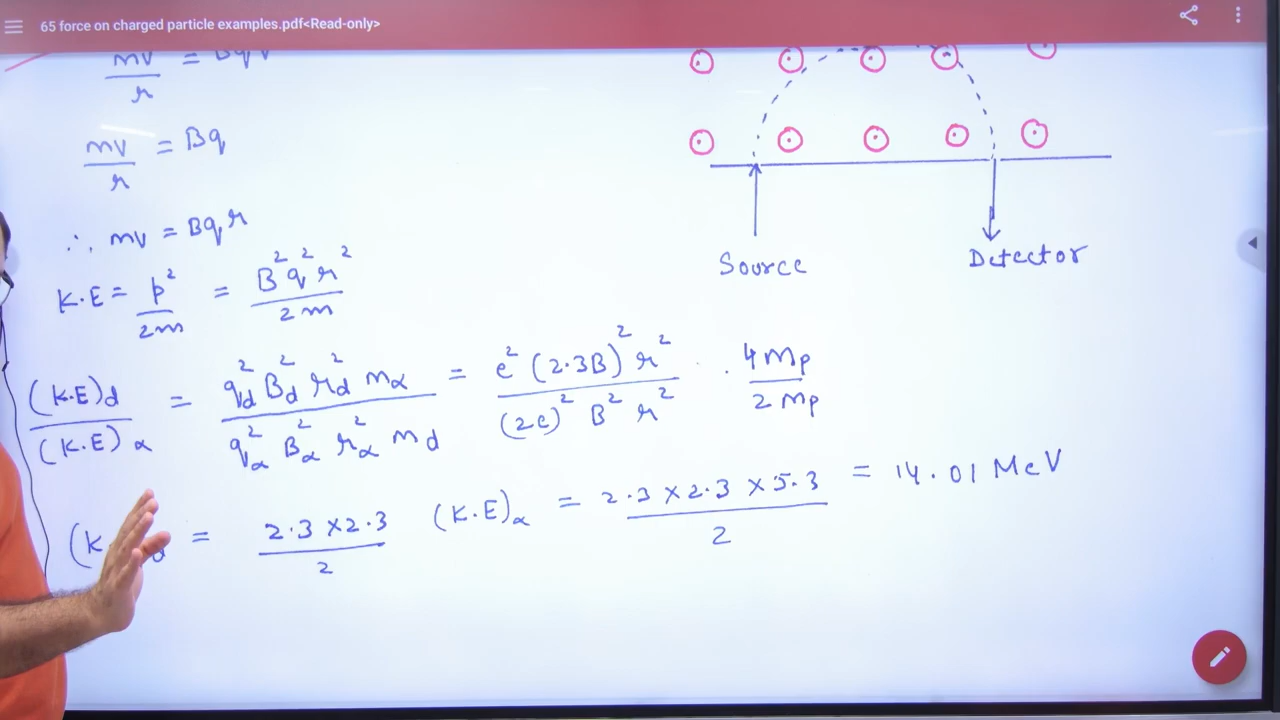 65 force on charged particle examples.pdf<Read-only>
mv/r = Bqv
mv/r = Bq
∴ mv = Bqr
K.E = p²/2m = B²q²r²/2m
Source
Detector
(K.E)d/(K.E)α = qd² Bd² rd² mα / qα² Bα² rα² md = e² (2.3B)² r² / (2e)² B² r² . 4mp/2mp
(K = 2.3 x 2.3 / 2 (K.E)α = 2.3 x 2.3 x 5.3 / 2 = 14.01 MeV